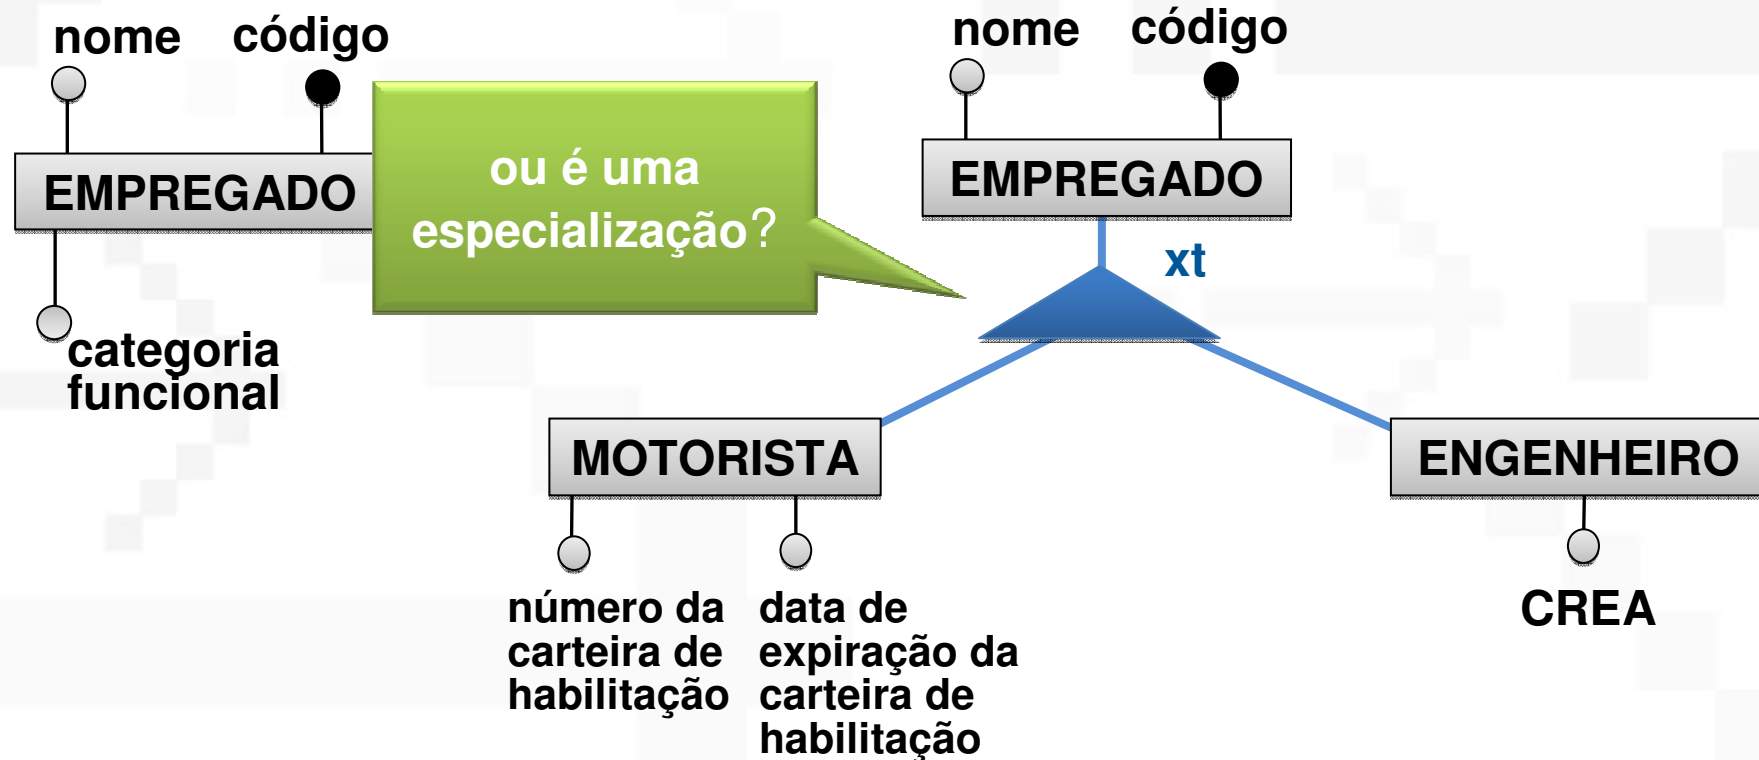 nome código
EMPREGADO
categoria
funcional
ou é uma
especialização?
nome código
EMPREGADO
xt
MOTORISTA
número da
carteira de
habilitação
data de
expiração da
carteira de
habilitação
ENGENHEIRO
CREA